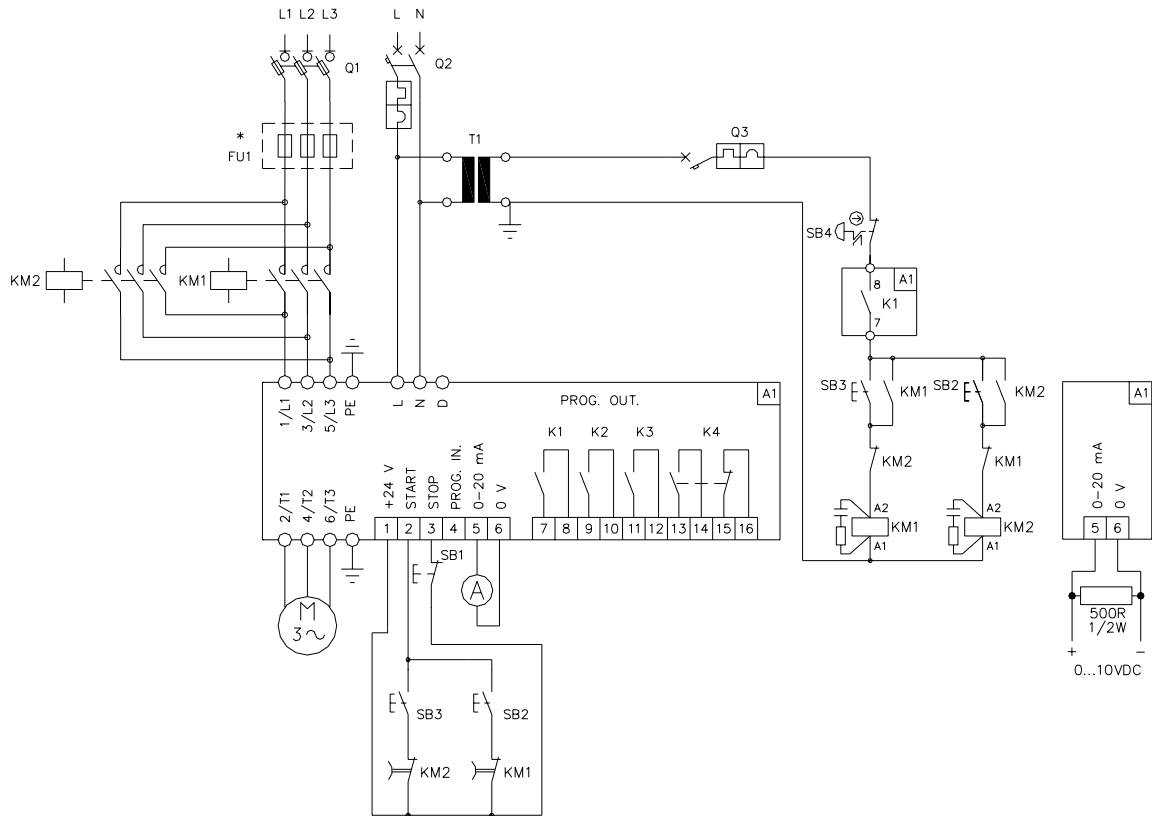 L1 L2 L3
L N
Q1
Q2
*
FU1
T1
Q3
SB4
A1
8
K1
7
KM2
KM1
SB3
KM1
SB2
KM2
KM2
KM1
A2
KM1
A1
A2
KM2
A1
1/L1
3/L2
5/L3
PE
L
N
D
PROG. OUT.
A1
2/T1
4/T2
6/T3
PE
+24 V
START
STOP
PROG. IN.
0-20 mA
0 V
K1
K2
K3
K4
1 2 3 4 5 6
7 8 9 10 11 12 13 14 15 16
SB1
A
M
3~
SB3
SB2
KM2
KM1
A1
0-20 mA
0 V
5 6
500R
1/2W
+ −
0...10VDC